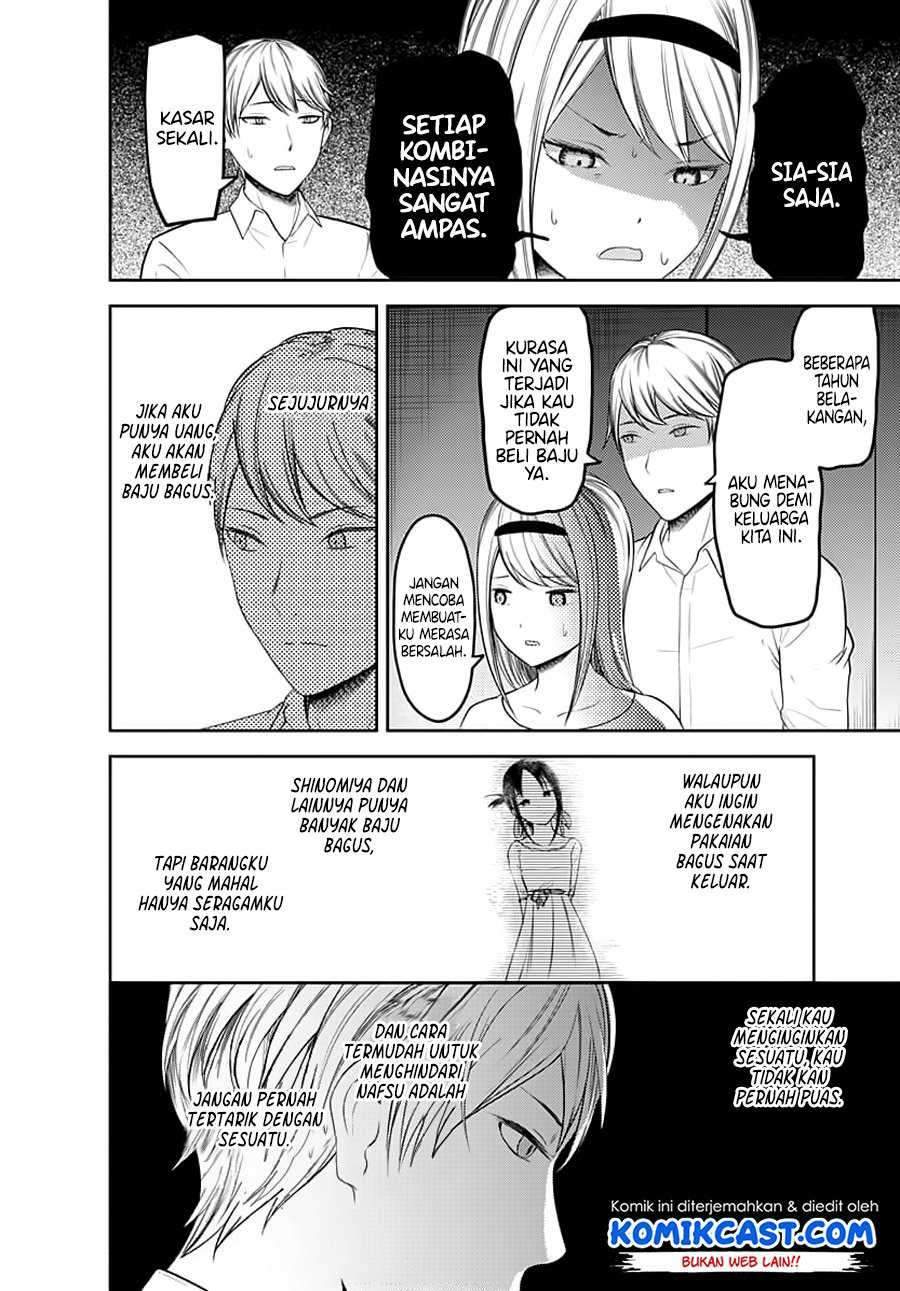 SIA-SIA
SAJA.
SETIAP
KOMBI-
NASINYA
SANGAT
AMPAS.
KASAR
SEKALI.
BEBERAPA
TAHUN
BELA-
KANGAN,
AKU MENA-
BUNG DEMI
KELUARGA
KITA INI.
KURASA
INI YANG
TERJADI
JIKA KAU
TIDAK
PERNAH
BELI BAJU
YA.
JANGAN
MENCOBA
MEMBUAT-
KU MERASA
BERSALAH.
SEJUJURNYA
JIKA AKU
PUNYA UANG,
AKU AKAN
MEMBELI
BAJU BAGUS.
WALAUPUN
AKU INGIN
MENGENAKAN
PAKAIAN
BAGUS SAAT
KELUAR.
SHINOMIYA DAN
LAINNYA PUNYA
BANYAK BAJU
BAGUS,
TAPI BARANGKU
YANG MAHAL
HANYA SERAGAMKU
SAJA.
SEKALI KAU
MENGINGINKAN
SESUATU, KAU
TIDAK KAN
PERNAH PUAS.
DAN CARA
TERMUDAH UNTUK
MENGHINDARI
NAFSU ADALAH
JANGAN PERNAH
TERTARIK DENGAN
SESUATU.
Komik ini diterjemahkan & diedit oleh
KOMIKCAST.COM
BUKAN WEB LAIN!!